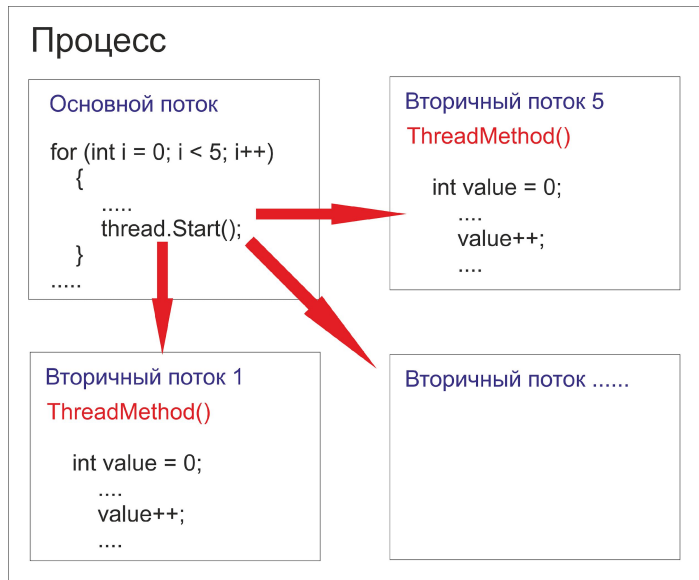 Процесс
Основной поток
for (int i = 0; i < 5; i++)
{
.....
thread.Start();
}
.....
Вторичный поток 5
ThreadMethod()
int value = 0;
....
value++;
....
Вторичный поток 1
ThreadMethod()
int value = 0;
....
value++;
....
Вторичный поток ......